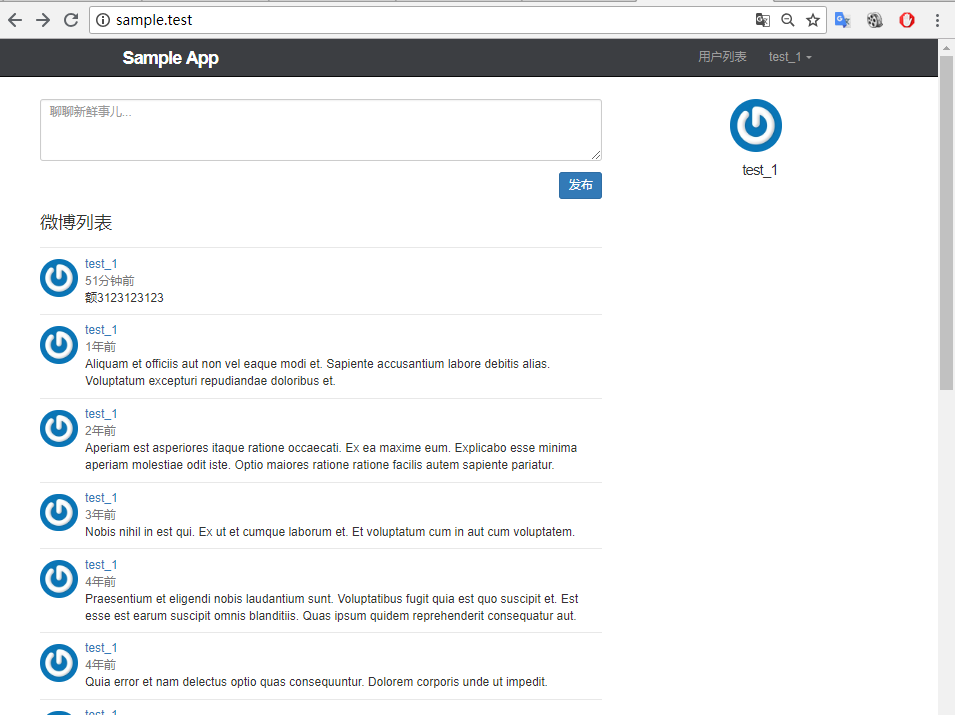 sample.test
Sample App
用户列表
test_1
聊聊新鲜事儿...
test_1
发布
微博列表
test_1
51分钟前
额3123123123
test_1
1年前
Aliquam et officiis aut non vel eaque modi et. Sapiente accusantium labore debitis alias.
Voluptatum excepturi repudiandae doloribus et.
test_1
2年前
Aperiam est asperiores itaque ratione occaecati. Ex ea maxime eum. Explicabo esse minima
aperiam molestiae odit iste. Optio maiores ratione ratione facilis autem sapiente pariatur.
test_1
3年前
Nobis nihil in est qui. Ex ut et cumque laborum et. Et voluptatum cum in aut cum voluptatem.
test_1
4年前
Praesentium et eligendi nobis laudantium sunt. Voluptatibus fugit quia est quo suscipit et. Est
esse est earum suscipit omnis blanditiis. Quas ipsum quidem reprehenderit consequatur aut.
test_1
4年前
Quia error et nam delectus optio quas consequuntur. Dolorem corporis unde ut impedit.
test_1